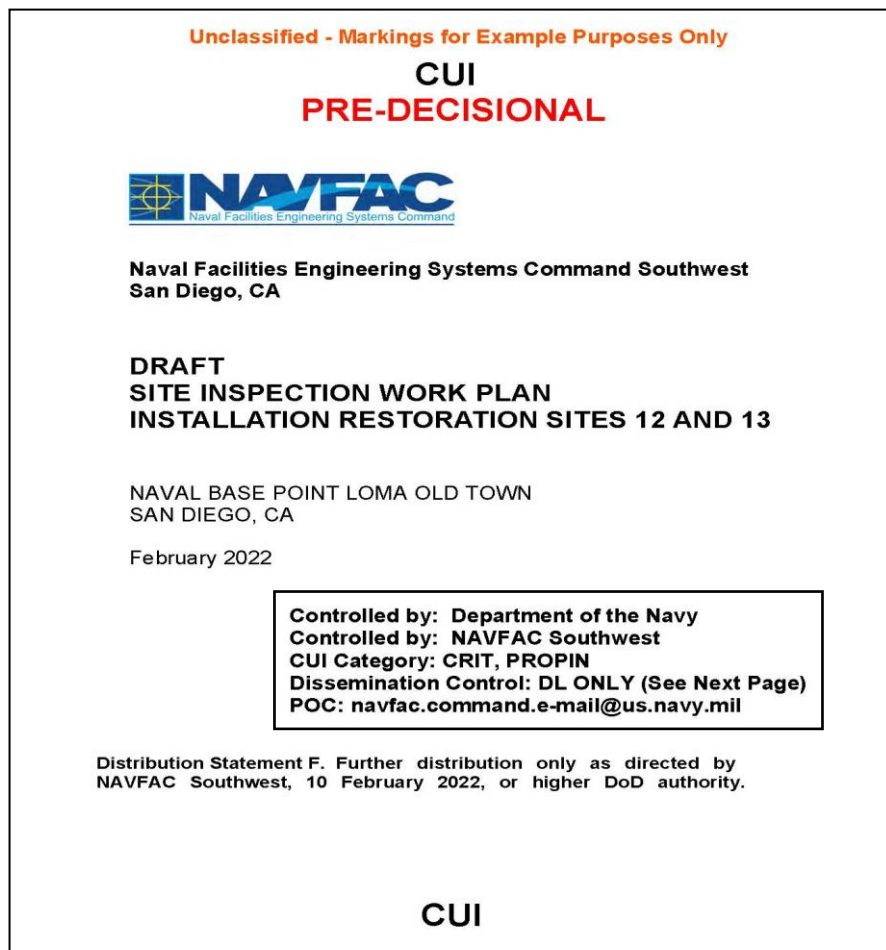 Unclassified - Markings for Example Purposes Only
CUI
PRE-DECISIONAL
NAVFAC
Naval Facilities Engineering Systems Command
Naval Facilities Engineering Systems Command Southwest
San Diego, CA
DRAFT
SITE INSPECTION WORK PLAN
INSTALLATION RESTORATION SITES 12 AND 13
NAVAL BASE POINT LOMA OLD TOWN
SAN DIEGO, CA
February 2022
Controlled by: Department of the Navy
Controlled by: NAVFAC Southwest
CUI Category: CRIT, PROPIN
Dissemination Control: DL ONLY (See Next Page)
POC: navfac.command.e-mail@us.navy.mil
Distribution Statement F. Further distribution only as directed by
NAVFAC Southwest, 10 February 2022, or higher DoD authority.
CUI